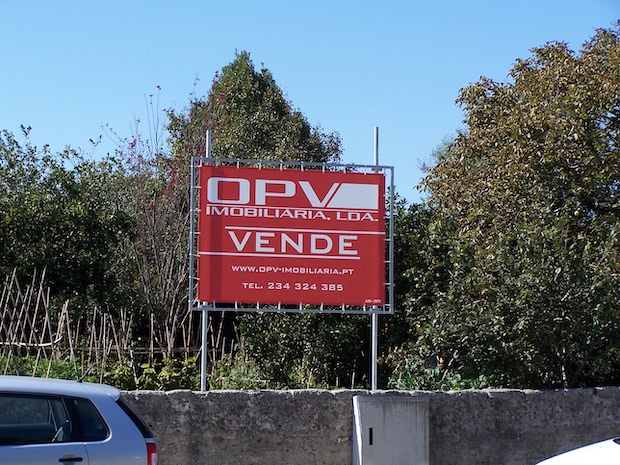 OPV
IMOBILIARIA, LDA.
VENDE
WWW.OPV-IMOBILIARIA.PT
TEL. 234 324 385